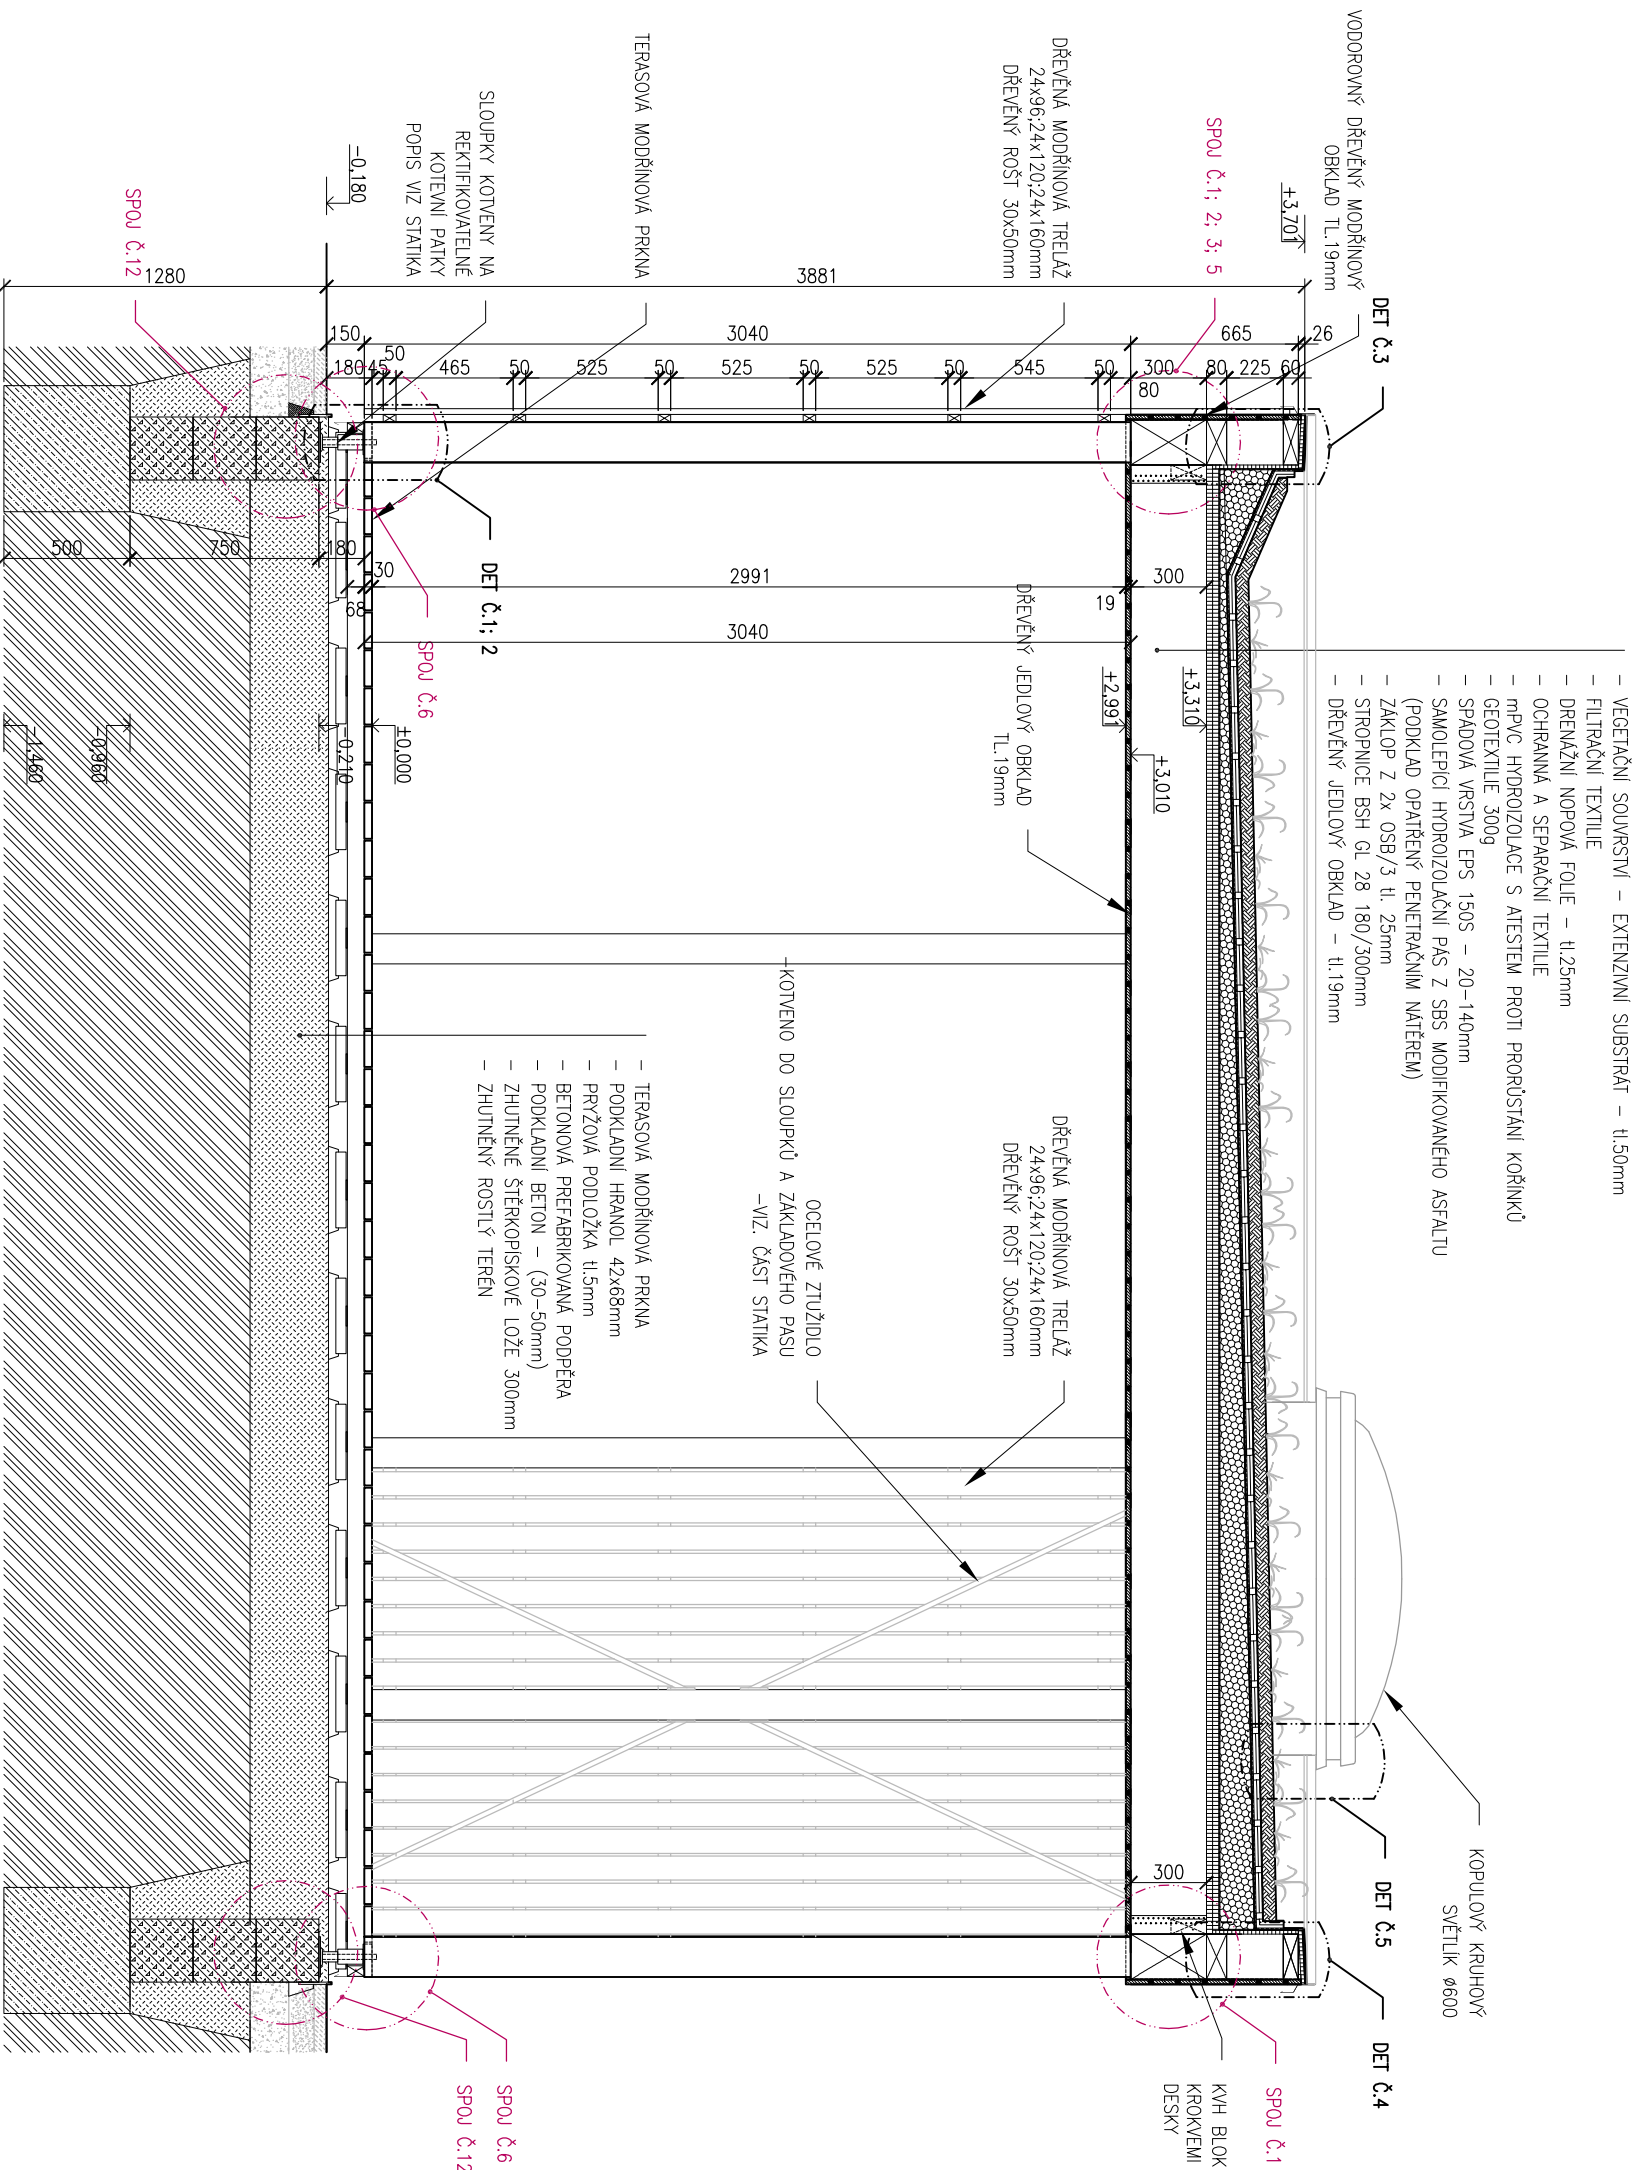 - VEGETAČNÍ SOUVRSTVÍ - EXTENZIVNÍ SUBSTRÁT - tl.50mm
- FILTRAČNÍ TEXTILIE
- DRENÁŽNÍ NOPOVÁ FOLIE - tl.25mm
- OCHRANNÁ A SEPARAČNÍ TEXTILIE
- mPVC HYDROIZOLACE S ATESTEM PROTI PRORŮSTÁNÍ KOŘÍNKŮ
- GEOTEXTILIE 300g
- SPÁDOVÁ VRSTVA EPS 150S - 20-140mm
- SAMOLEPÍCÍ HYDROIZOLAČNÍ PÁS Z SBS MODIFIKOVANÉHO ASFALTU
(PODKLAD OPATŘENÝ PENETRAČNÍM NÁTĚREM)
- ZÁKLOP Z 2x OSB/3 tl. 25mm
- STROPNICE BSH GL 28 180/300mm
- DŘEVĚNÝ JEDLOVÝ OBKLAD - tl.19mm
KOPULOVÝ KRUHOVÝ
SVĚTLÍK ø600
DET Č.3
DET Č.5
DET Č.4
VODOROVNÝ DŘEVĚNÝ MODŘÍNOVÝ
OBKLAD TL.19mm
+3,701
SPOJ Č.1; 2; 3; 5
SPOJ Č.1
KVH BLOK
KROKVEMI
DESKY
DŘEVĚNÁ MODŘÍNOVÁ TRELÁŽ
24x96;24x120;24x160mm
DŘEVĚNÝ ROŠT 30x50mm
26
665
3040
150
3881
1280
60
225
80
300
80
50
545
50
525
50
525
50
525
50
465
50
45
180
300
19
2991
30
68
3040
180
750
500
300
+3,310
+2,991
+3,010
DŘEVĚNÝ JEDLOVÝ OBKLAD
TL.19mm
DŘEVĚNÁ MODŘÍNOVÁ TRELÁŽ
24x96;24x120;24x160mm
DŘEVĚNÝ ROŠT 30x50mm
OCELOVÉ ZTUŽIDLO
-KOTVENO DO SLOUPKŮ A ZÁKLADOVÉHO PASU
-VIZ. ČÁST STATIKA
TERASOVÁ MODŘÍNOVÁ PRKNA
SLOUPKY KOTVENY NA
REKTIFIKOVATELNÉ
KOTEVNÍ PATKY
POPIS VIZ STATIKA
- TERASOVÁ MODŘÍNOVÁ PRKNA
- PODKLADNÍ HRANOL 42x68mm
- PRYŽOVÁ PODLOŽKA tl.5mm
- BETONOVÁ PREFABRIKOVANÁ PODPĚRA
- PODKLADNÍ BETON - (30-50mm)
- ZHUTNĚNÉ ŠTĚRKOPÍSKOVÉ LOŽE 300mm
- ZHUTNĚNÝ ROSTLÝ TERÉN
DET Č.1; 2
SPOJ Č.6
SPOJ Č.6
SPOJ Č.12
SPOJ Č.12
-0,180
±0,000
-0,210
-0,960
-1,460